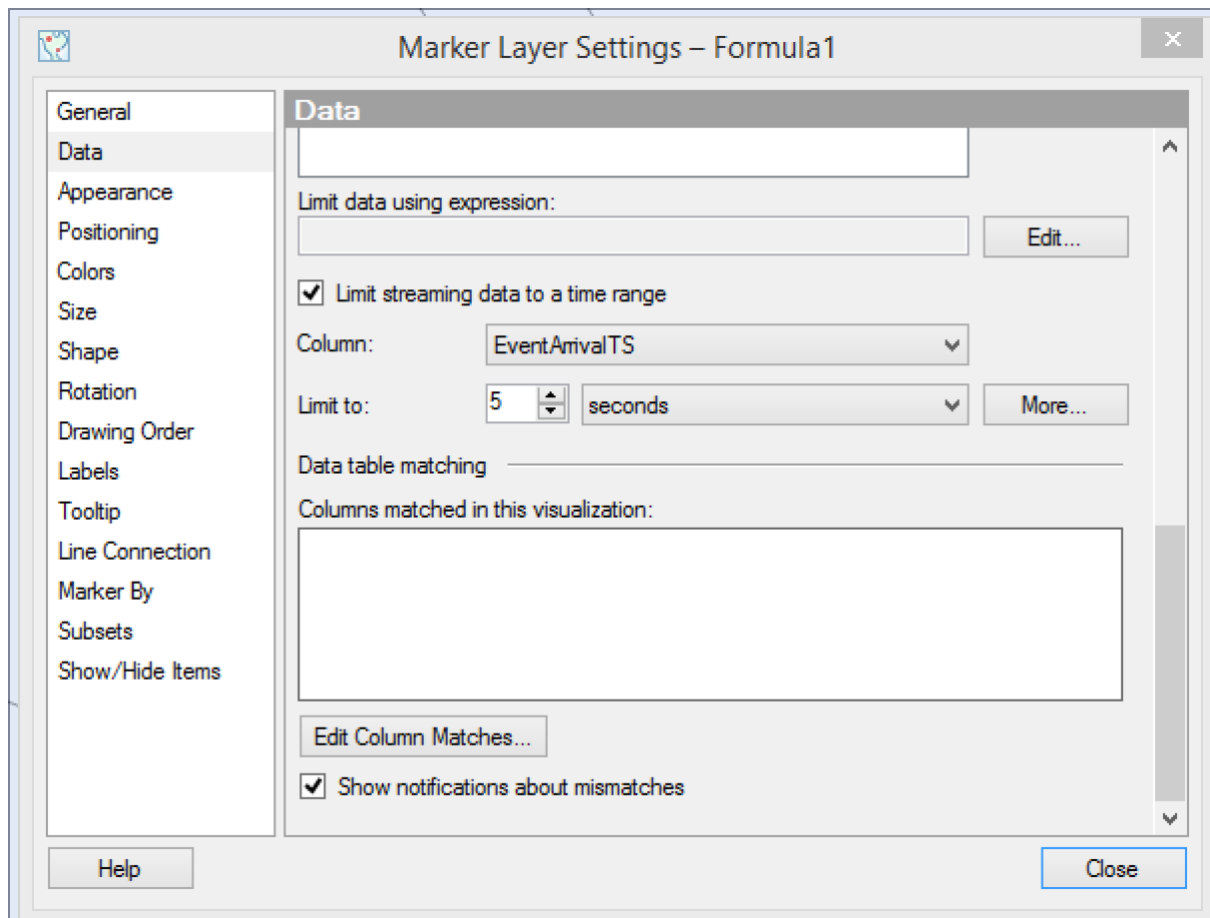 Marker Layer Settings – Formula1
General
Data
Appearance
Positioning
Colors
Size
Shape
Rotation
Drawing Order
Labels
Tooltip
Line Connection
Marker By
Subsets
Show/Hide Items
Data
Limit data using expression:
Edit...
Limit streaming data to a time range
Column: EventArrivalTS
Limit to: 5 seconds More...
Data table matching
Columns matched in this visualization:
Edit Column Matches...
Show notifications about mismatches
Help Close